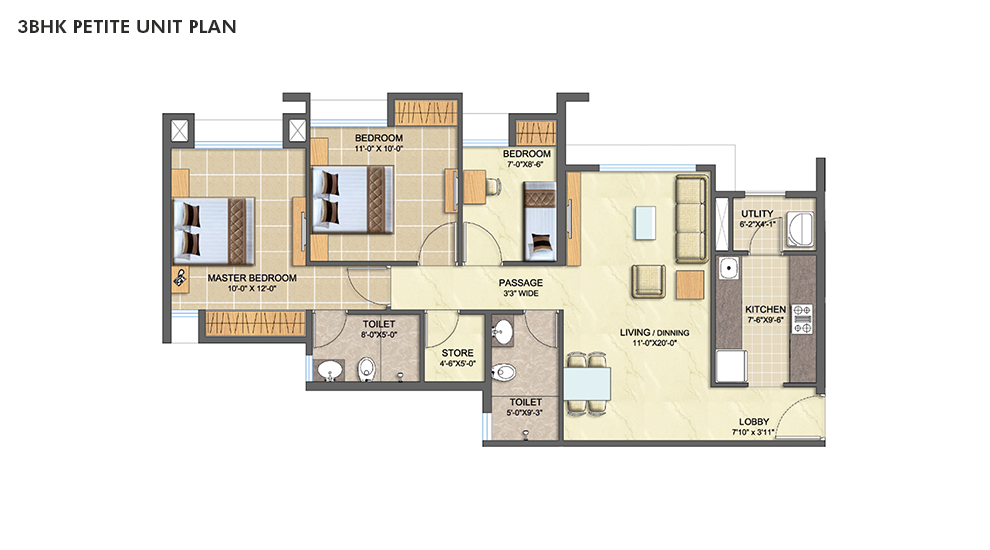 3BHK PETITE UNIT PLAN
BEDROOM
11'-0" X 10'-0"
BEDROOM
7'-0"X8'-6"
UTLITY
6'-2"X4'-1"
MASTER BEDROOM
10'-0" X 12'-0"
PASSAGE
3'3" WIDE
KITCHEN
7'-6"X9'-6"
TOILET
8'-0"X5'-0"
LIVING / DINNING
11'-0"X20'-0"
STORE
4'-6"X5'-0"
TOILET
5'-0"X9'-3"
LOBBY
7'10" x 3'11"